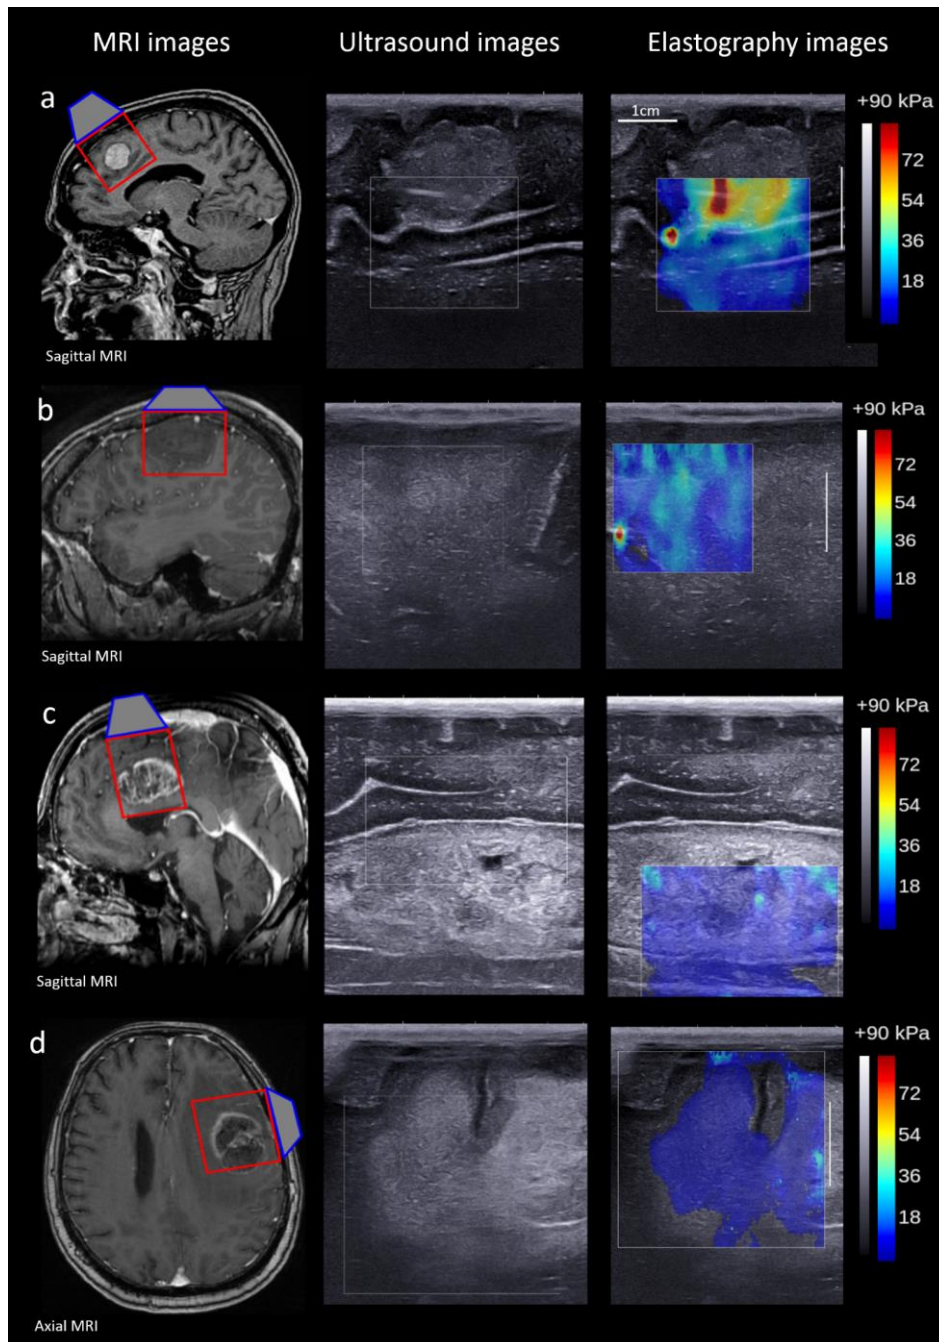 MRI images Ultrasound images Elastography images
a
1cm
+90 kPa
72
54
36
18
Sagittal MRI
b
+90 kPa
72
54
36
18
Sagittal MRI
c
+90 kPa
72
54
36
18
Sagittal MRI
d
+90 kPa
72
54
36
18
Axial MRI